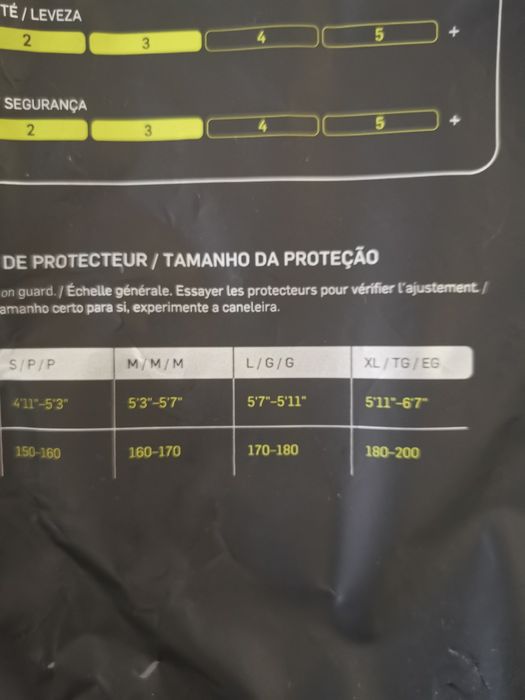 TÉ / LEVEZA
2 3 4 5 +
SEGURANÇA
2 3 4 5 +
DE PROTECTEUR / TAMANHO DA PROTEÇÃO
on guard. / Échelle générale. Essayer les protecteurs pour vérifier l'ajustement. /
amanho certo para si, experimente a caneleira.
S / P / P M / M / M L / G / G XL / TG / EG
4'11"–5'3" 5'3"–5'7" 5'7"–5'11" 5'11"–6'7"
150–160 160–170 170–180 180–200